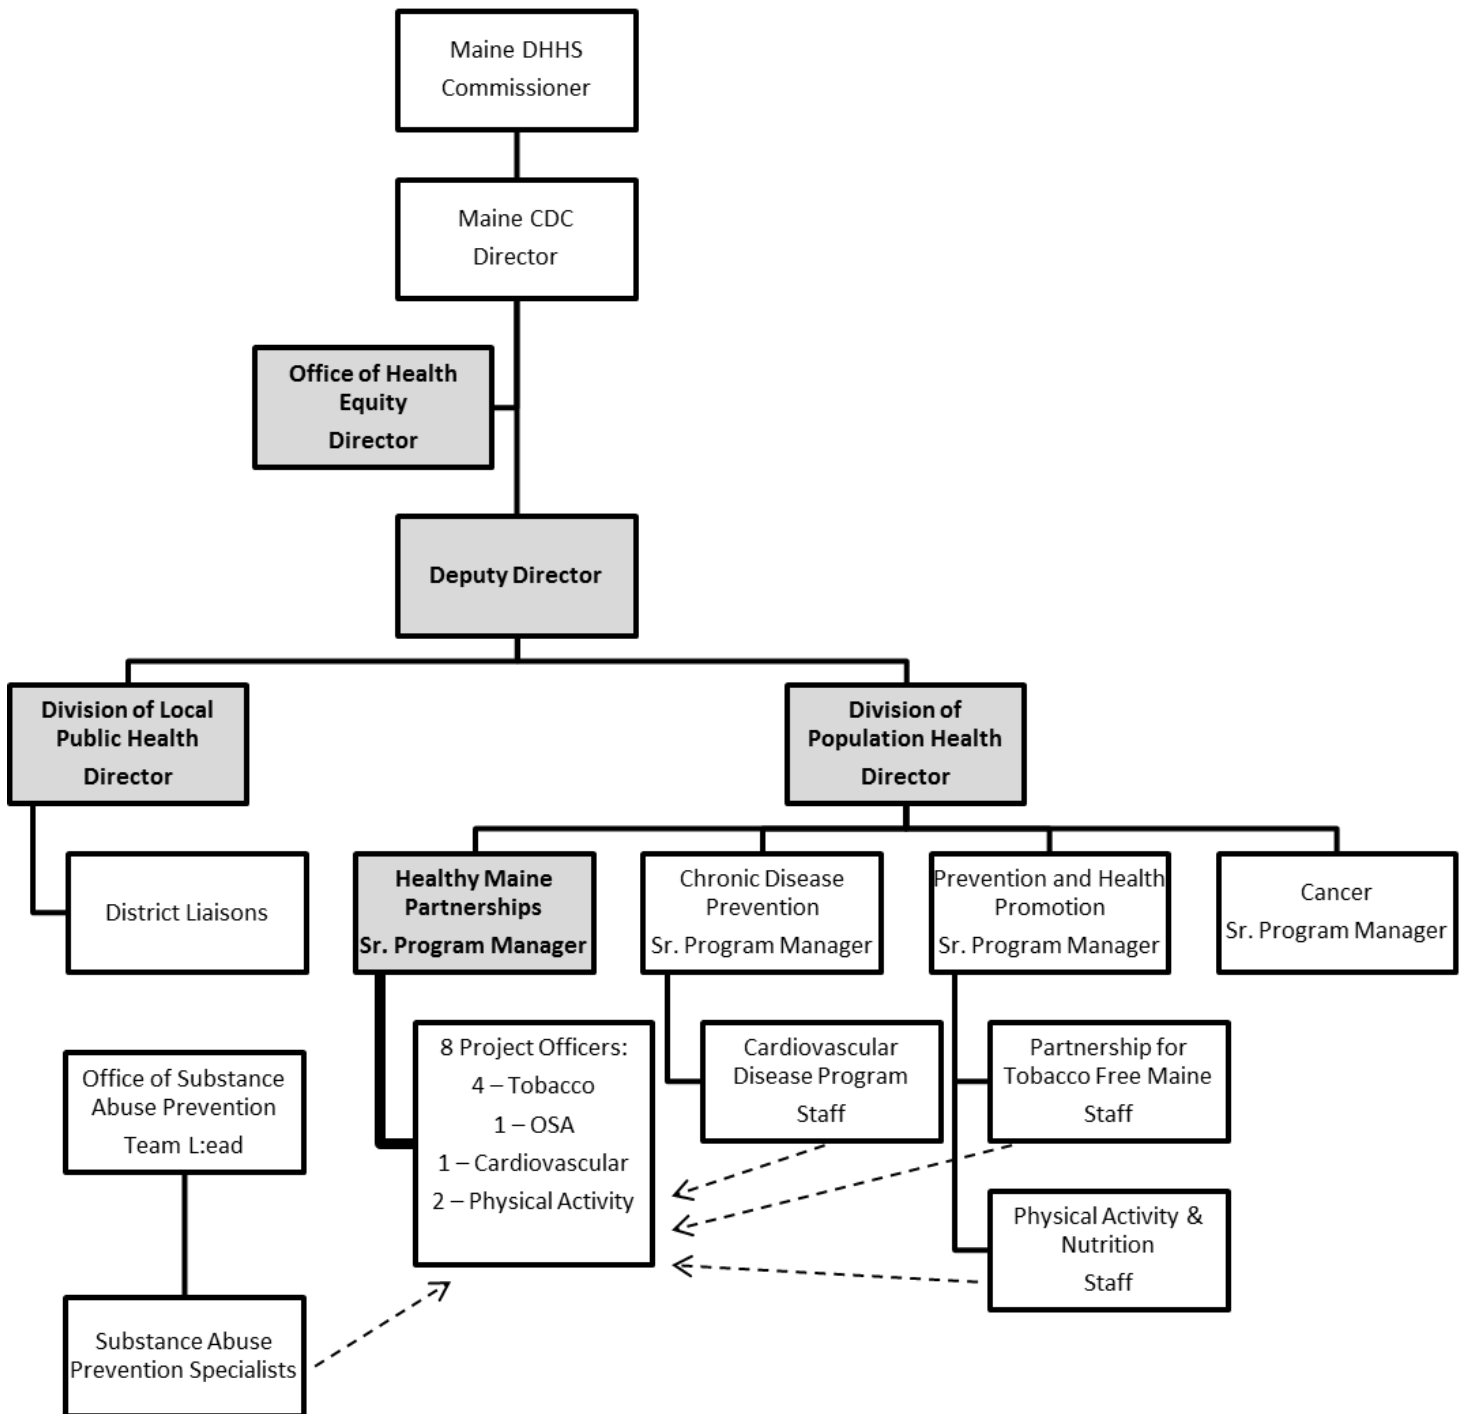 Maine DHHS
Commissioner
Maine CDC
Director
Office of Health
Equity
Director
Deputy Director
Division of Local
Public Health
Director
Division of
Population Health
Director
District Liaisons
Healthy Maine
Partnerships
Sr. Program Manager
Chronic Disease
Prevention
Sr. Program Manager
Prevention and Health
Promotion
Sr. Program Manager
Cancer
Sr. Program Manager
Office of Substance
Abuse Prevention
Team L:ead
8 Project Officers:
4 – Tobacco
1 – OSA
1 – Cardiovascular
2 – Physical Activity
Cardiovascular
Disease Program
Staff
Partnership for
Tobacco Free Maine
Staff
Physical Activity &
Nutrition
Staff
Substance Abuse
Prevention Specialists